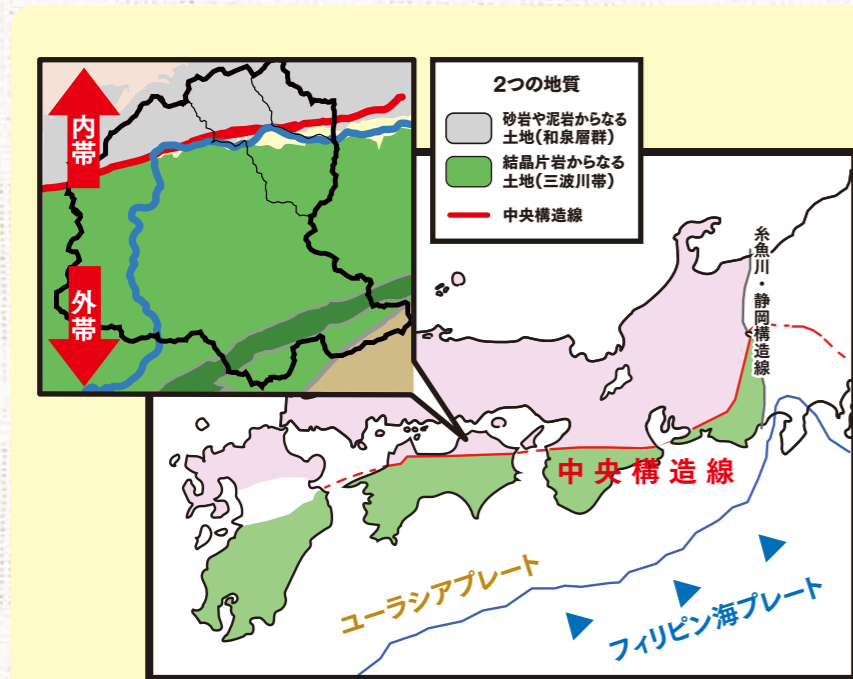 内帯
外帯
2つの地質
砂岩や泥岩からなる
土地(和泉層群)
結晶片岩からなる
土地(三波川帯)
中央構造線
糸魚川・静岡構造線
中央構造線
ユーラシアプレート
フィリピン海プレート